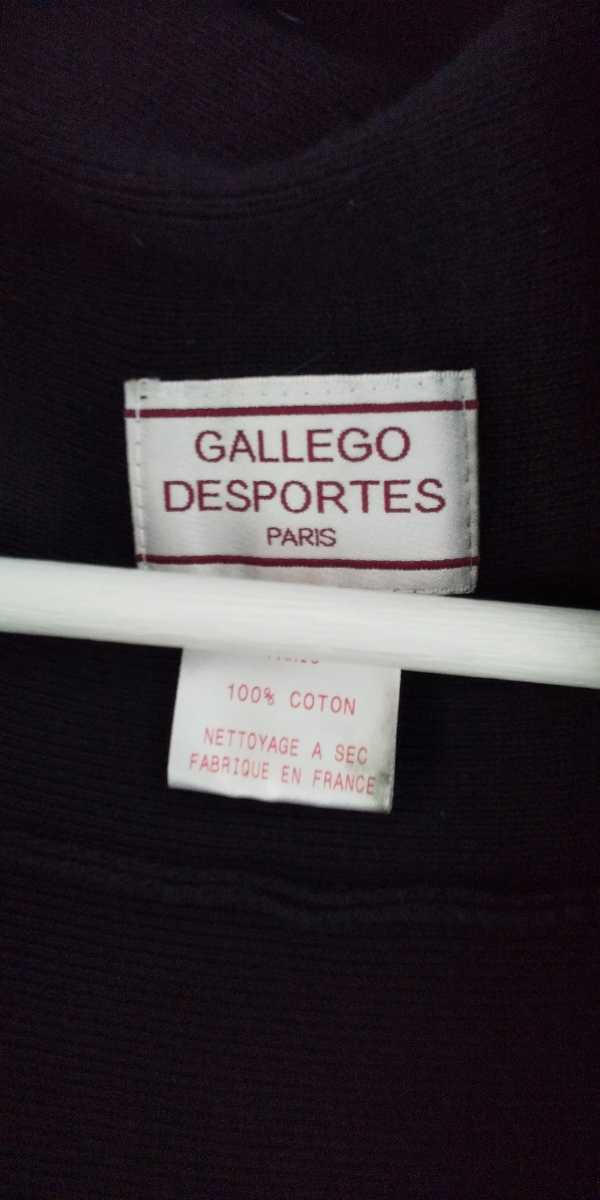 GALLEGO
DESPORTES
PARIS
100% COTON
NETTOYAGE A SEC
FABRIQUE EN FRANCE